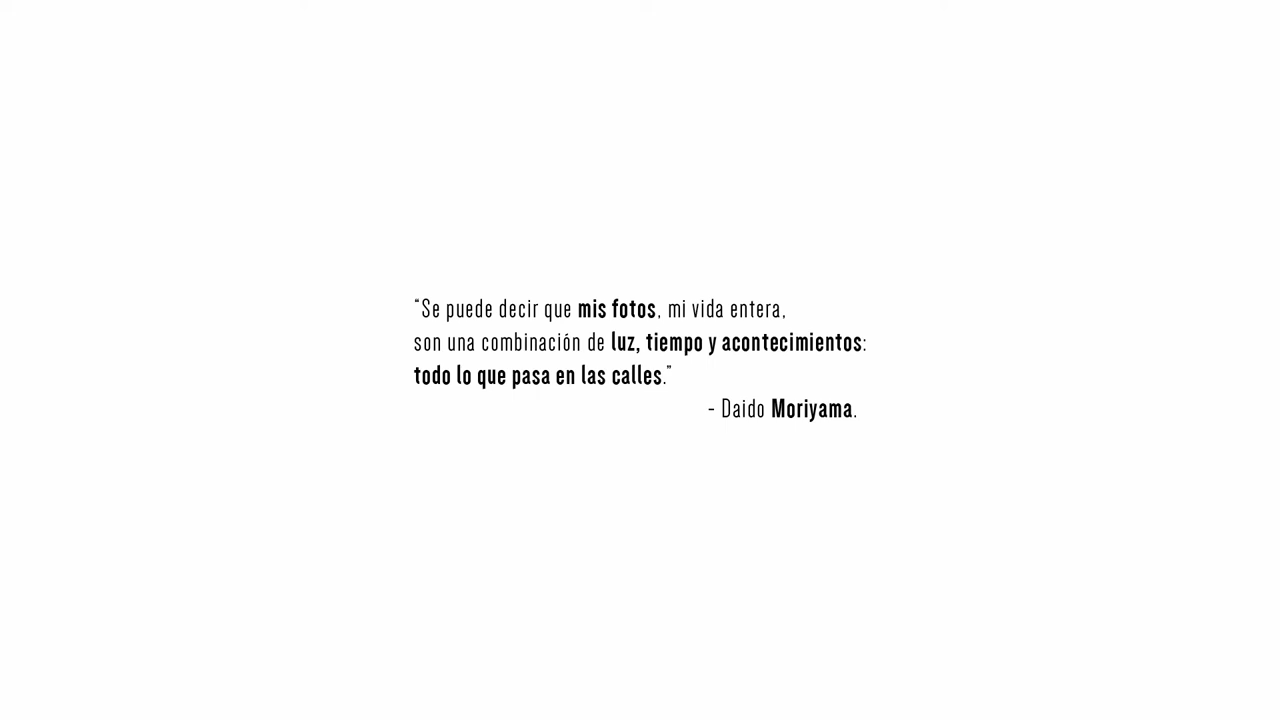 “Se puede decir que mis fotos, mi vida entera,
son una combinación de luz, tiempo y acontecimientos:
todo lo que pasa en las calles.”
- Daido Moriyama.